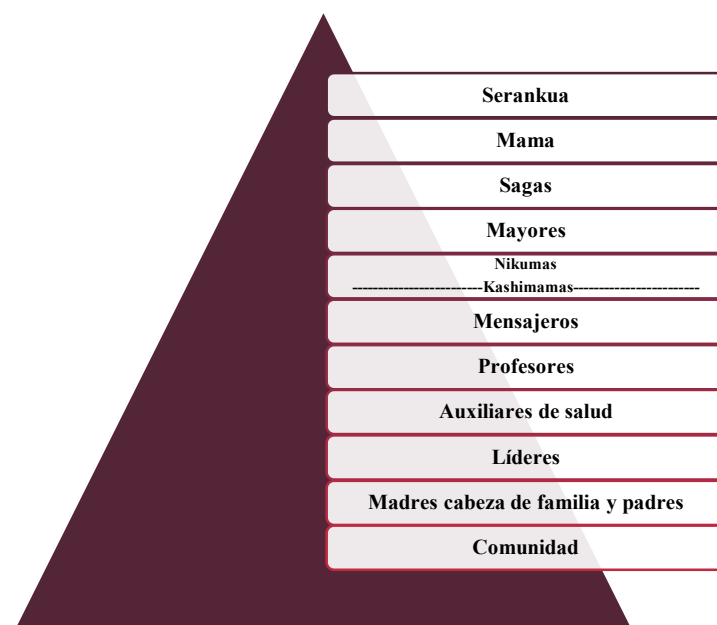 Serankua
Mama
Sagas
Mayores
Nikumas
-------------------------Kashimamas------------------------
Mensajeros
Profesores
Auxiliares de salud
Líderes
Madres cabeza de familia y padres
Comunidad